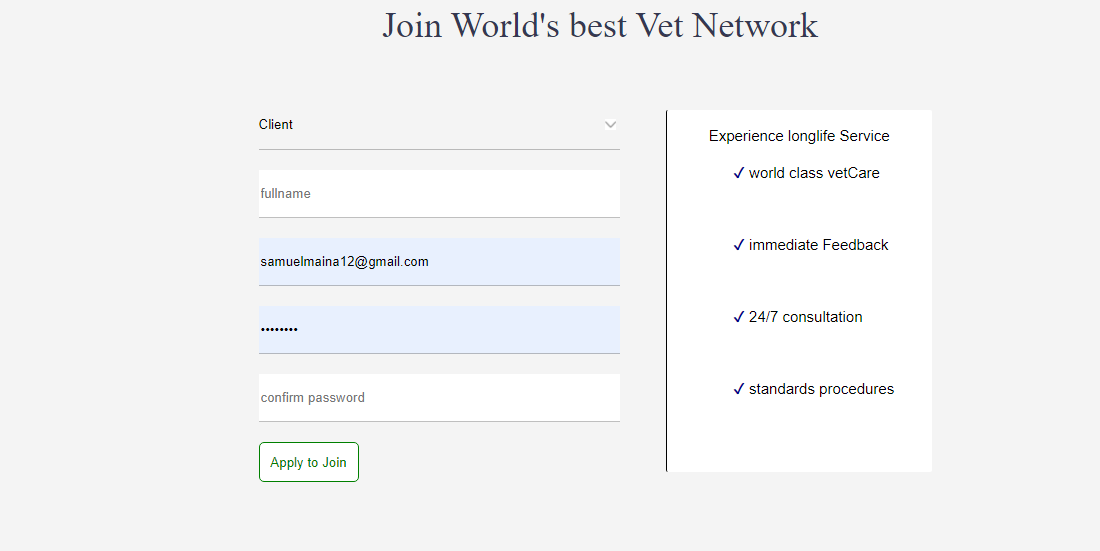 Join World's best Vet Network
Client
fullname
samuelmaina12@gmail.com
••••••••
confirm password
Apply to Join
Experience longlife Service
✓ world class vetCare
✓ immediate Feedback
✓ 24/7 consultation
✓ standards procedures